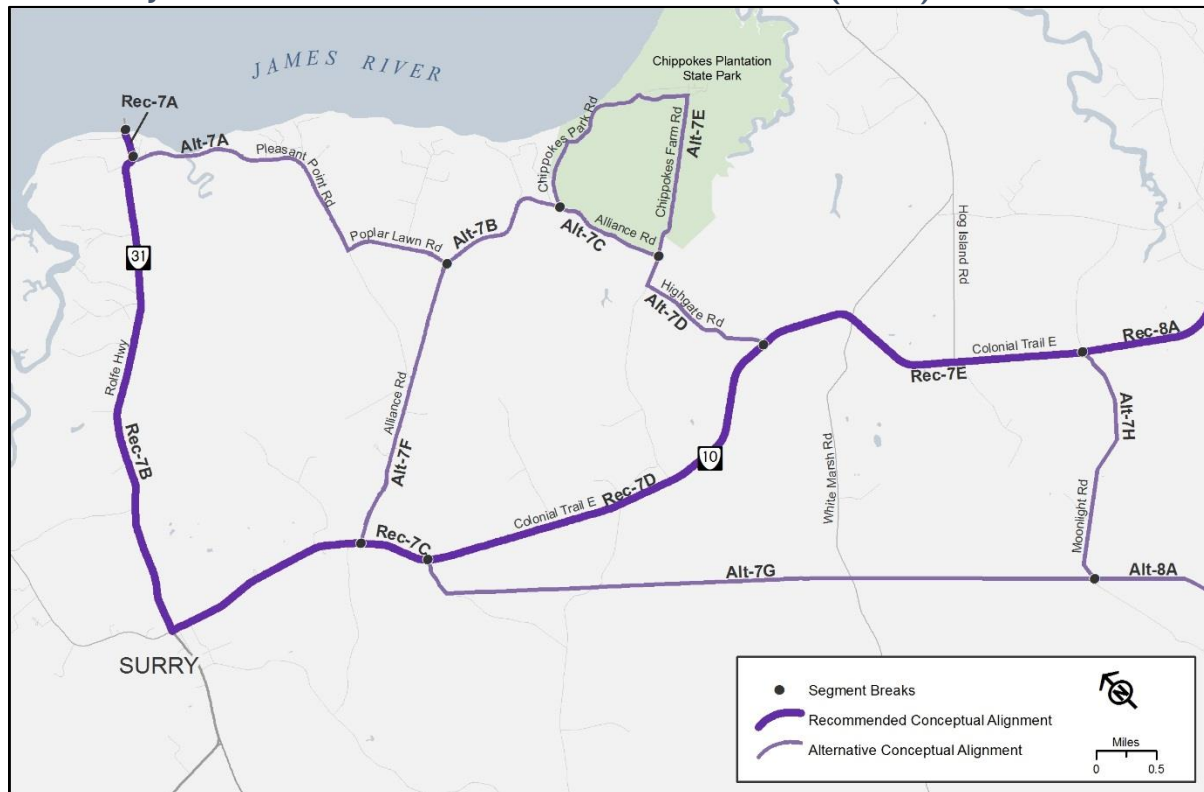 JAMES RIVER
Chippokes Plantation
State Park
Rec-7A
Alt-7A
Pleasant
Point Rd
Chippokes Park Rd
Chippokes Farm Rd
Alt-7E
Poplar Lawn Rd
Alt-7B
Alt-7C
Alliance Rd
Hog Island Rd
31
Highgate Rd
Alt-7D
Rolfe Hwy
Colonial Trail E
Rec-8A
Rec-7E
Alt-7H
Alliance Rd
Alt-7F
Rec-7B
10
White Marsh Rd
Rec-7D
Colonial Trail E
Moonlight Rd
Rec-7C
Alt-7G
Alt-8A
SURRY
Segment Breaks
Recommended Conceptual Alignment
Alternative Conceptual Alignment
N
Miles
0 0.5